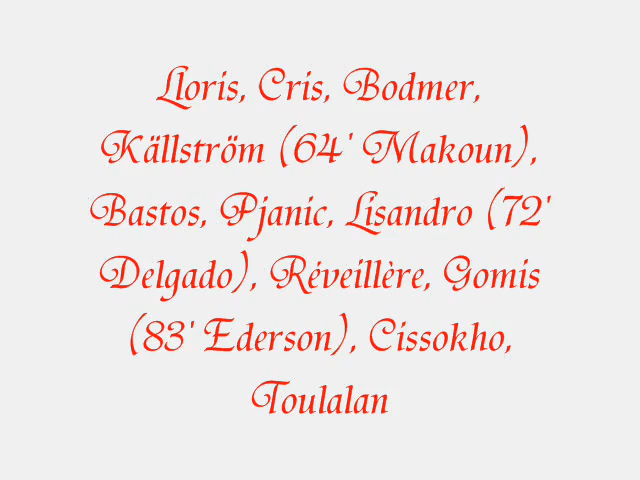 Lloris, Cris, Bodmer,
Källström (64' Makoun),
Bastos, Pjanic, Lisandro (72'
Delgado), Réveillère, Gomis
(83' Ederson), Cissokho,
Toulalan